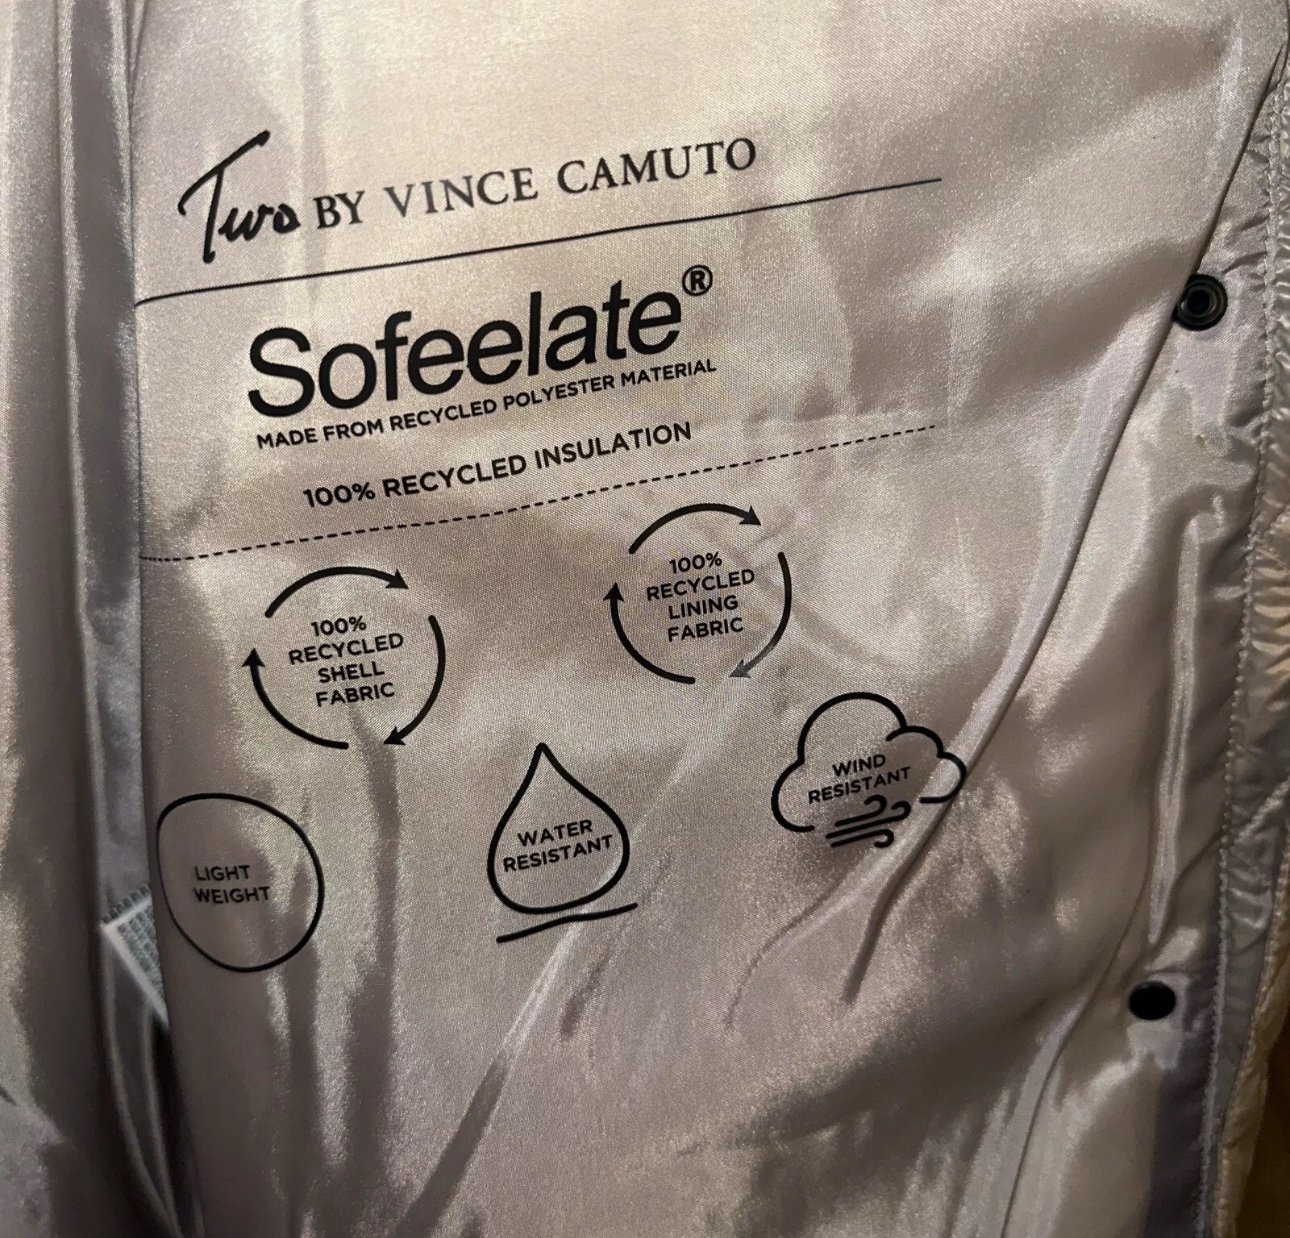 Two BY VINCE CAMUTO
Sofeelate®
MADE FROM RECYCLED POLYESTER MATERIAL
100% RECYCLED INSULATION
100%
RECYCLED
SHELL
FABRIC
100%
RECYCLED
LINING
FABRIC
LIGHT
WEIGHT
WATER
RESISTANT
WIND
RESISTANT